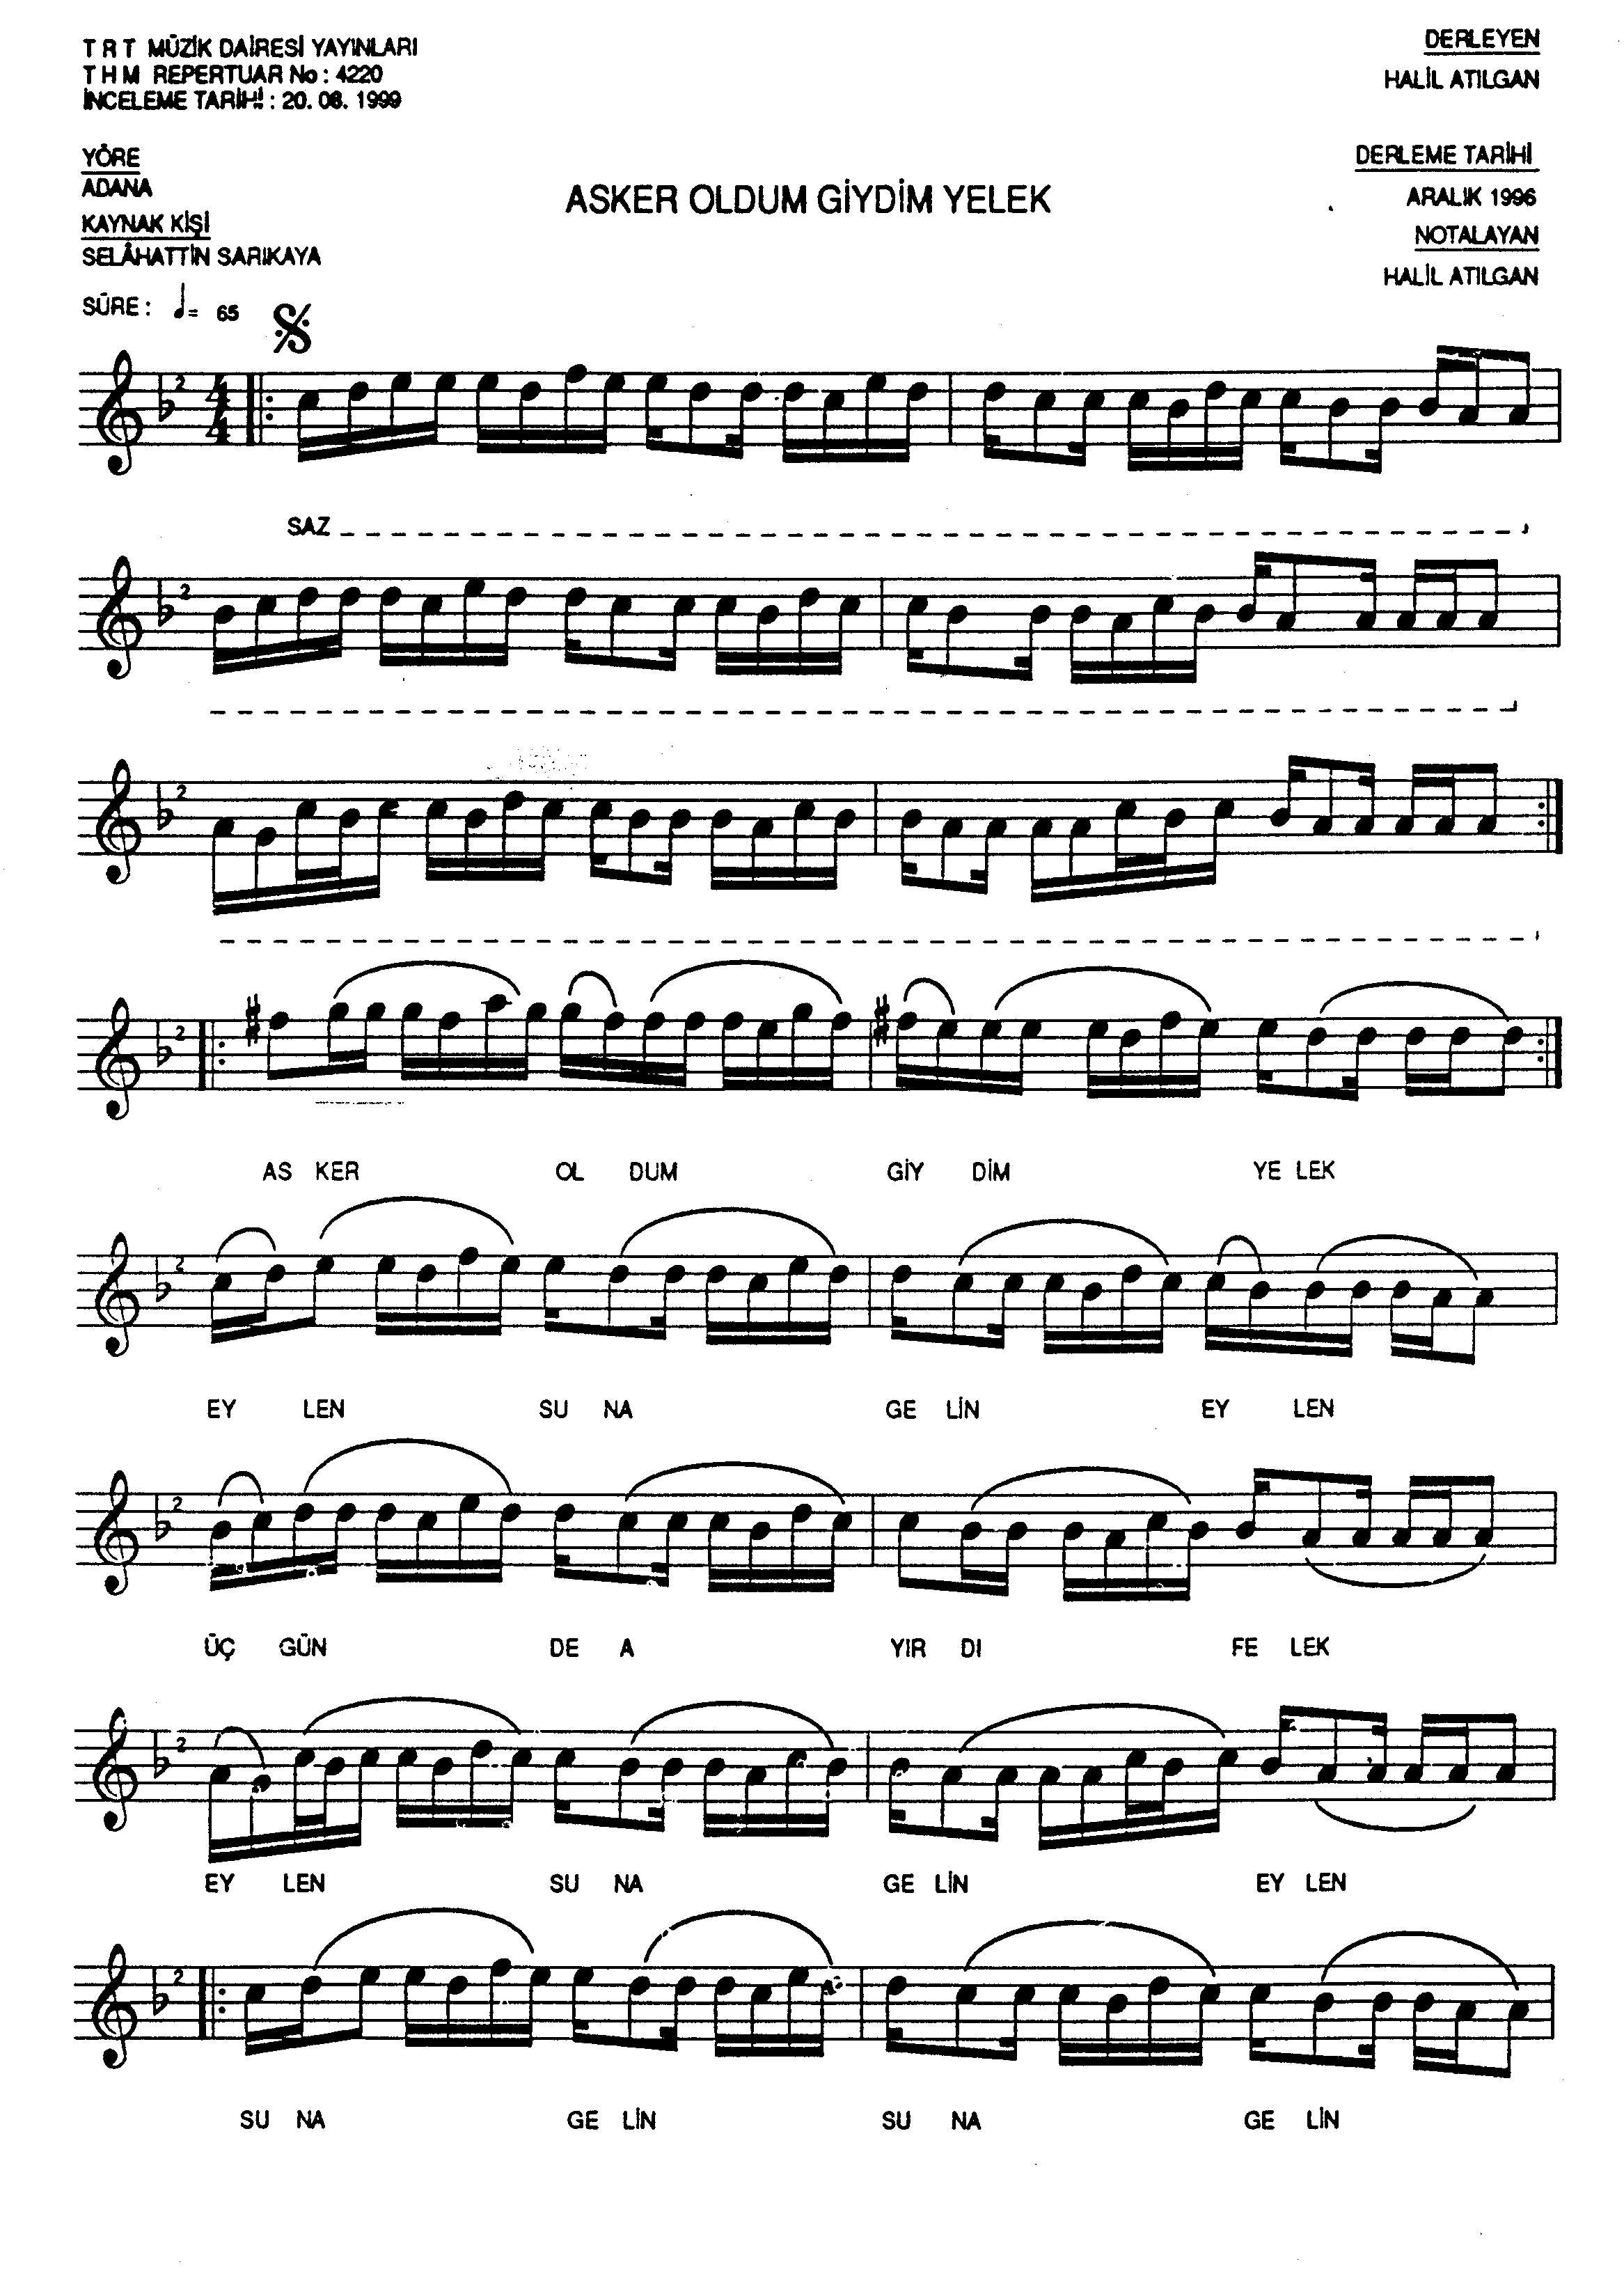 T R T MÜZİK DAİRESİ YAYINLARI
T H M REPERTUAR No : 4220
İNCELEME TARİHİ : 20. 08. 1999
DERLEYEN
HALİL ATILGAN
YÖRE
ADANA
KAYNAK KİŞİ
SELÂHATTİN SARIKAYA
SÜRE : ♩= 65
ASKER OLDUM GİYDİM YELEK
DERLEME TARİHİ
ARALIK 1996
NOTALAYAN
HALİL ATILGAN
SAZ
AS KER OL DUM GİY DİM YE LEK
EY LEN SU NA GE LİN EY LEN
ÜÇ GÜN DE A YIR DI FE LEK
EY LEN SU NA GE LİN EY LEN
SU NA GE LİN SU NA GE LİN